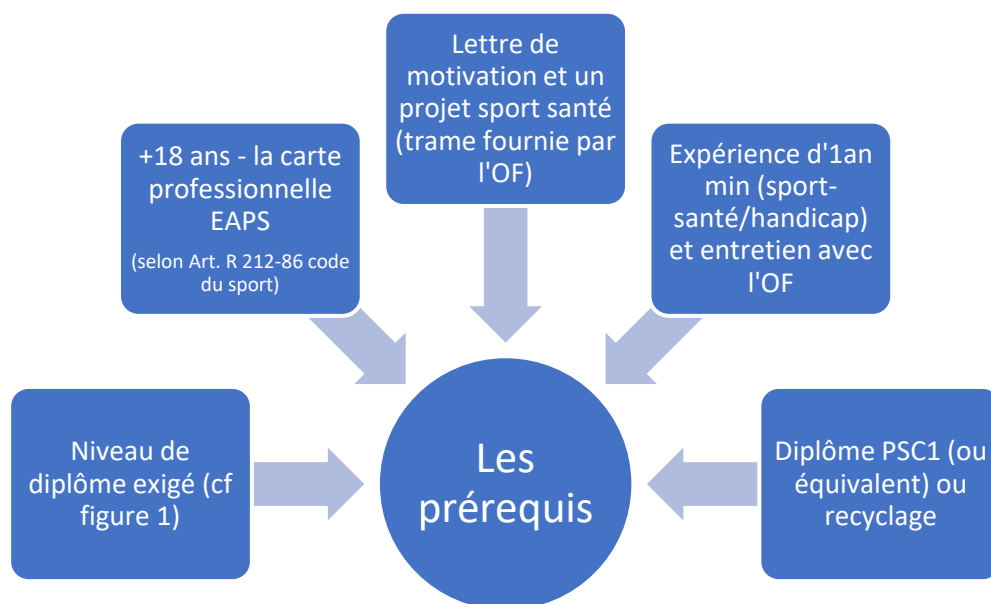 Lettre de
motivation et un
projet sport santé
(trame fournie par
l'OF)
+18 ans - la carte
professionnelle
EAPS
(selon Art. R 212-86 code
du sport)
Expérience d'1an
min (sport-
santé/handicap)
et entretien avec
l'OF
Niveau de
diplôme exigé (cf
figure 1)
Les
prérequis
Diplôme PSC1 (ou
équivalent) ou
recyclage